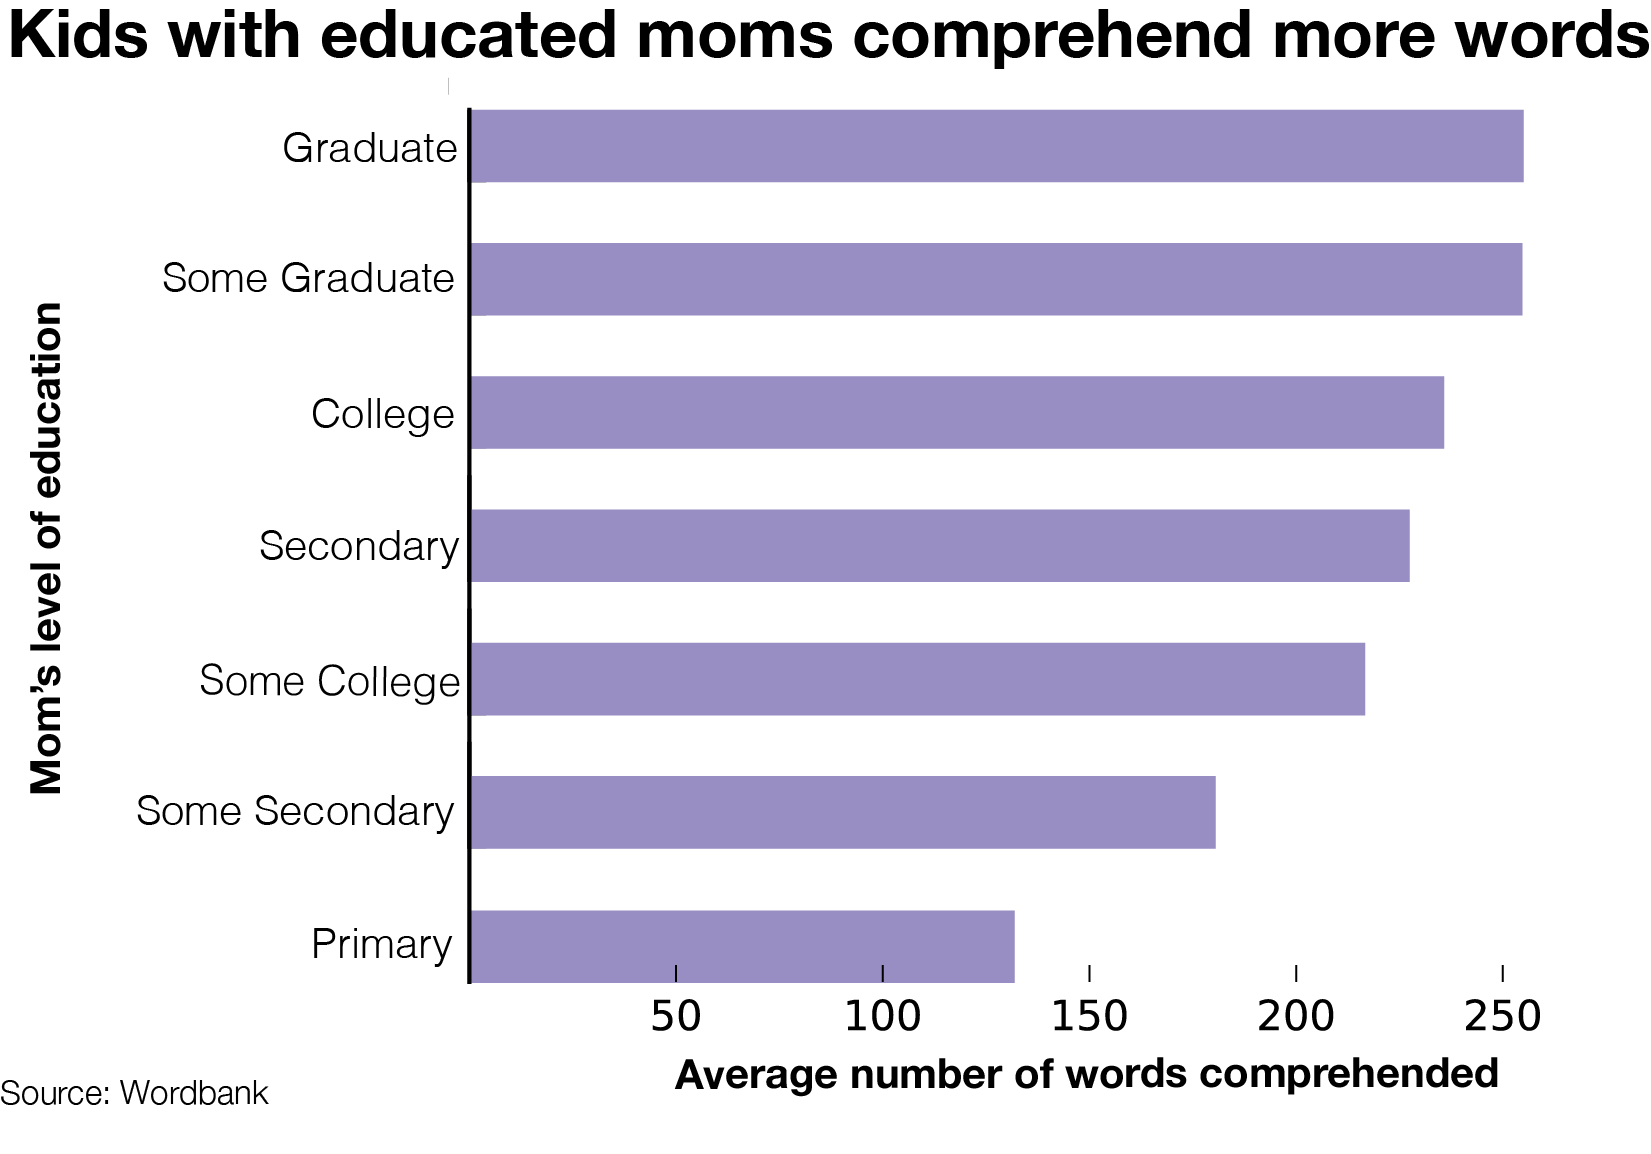 Kids with educated moms comprehend more words
Graduate
Some Graduate
College
Secondary
Some College
Some Secondary
Primary
Mom’s level of education
50 100 150 200 250
Average number of words comprehended
Source: Wordbank